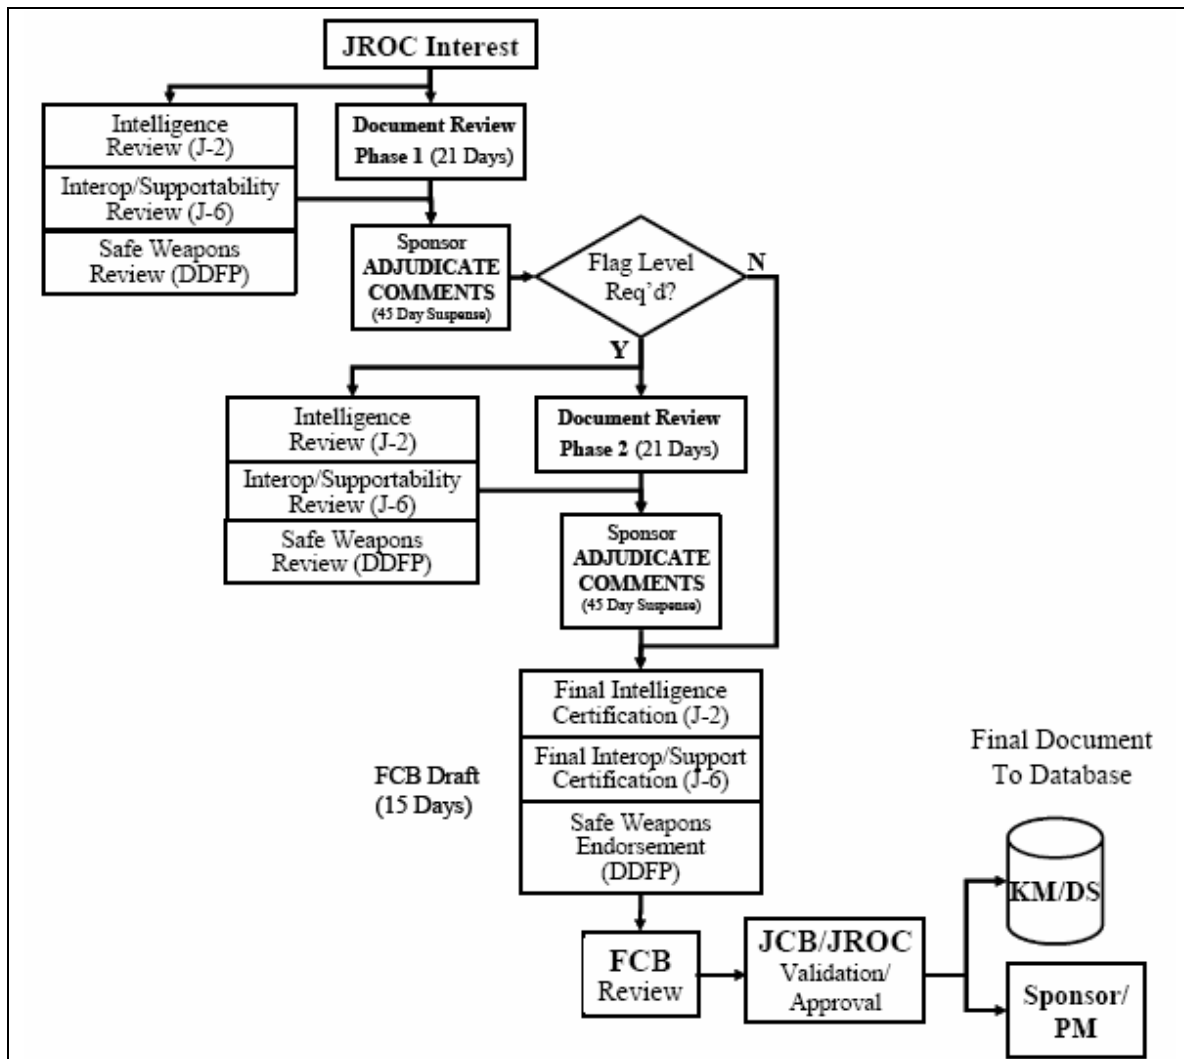 JROC Interest
Intelligence
Review (J-2)
Interop/Supportability
Review (J-6)
Safe Weapons
Review (DDFP)
Document Review
Phase 1 (21 Days)
Sponsor
ADJUDICATE
COMMENTS
(45 Day Suspense)
Flag Level
Req'd?
N
Y
Intelligence
Review (J-2)
Interop/Supportability
Review (J-6)
Safe Weapons
Review (DDFP)
Document Review
Phase 2 (21 Days)
Sponsor
ADJUDICATE
COMMENTS
(45 Day Suspense)
FCB Draft
(15 Days)
Final Intelligence
Certification (J-2)
Final Interop/Support
Certification (J-6)
Safe Weapons
Endorsement
(DDFP)
FCB
Review
JCB/JROC
Validation/
Approval
Final Document
To Database
KM/DS
Sponsor/
PM